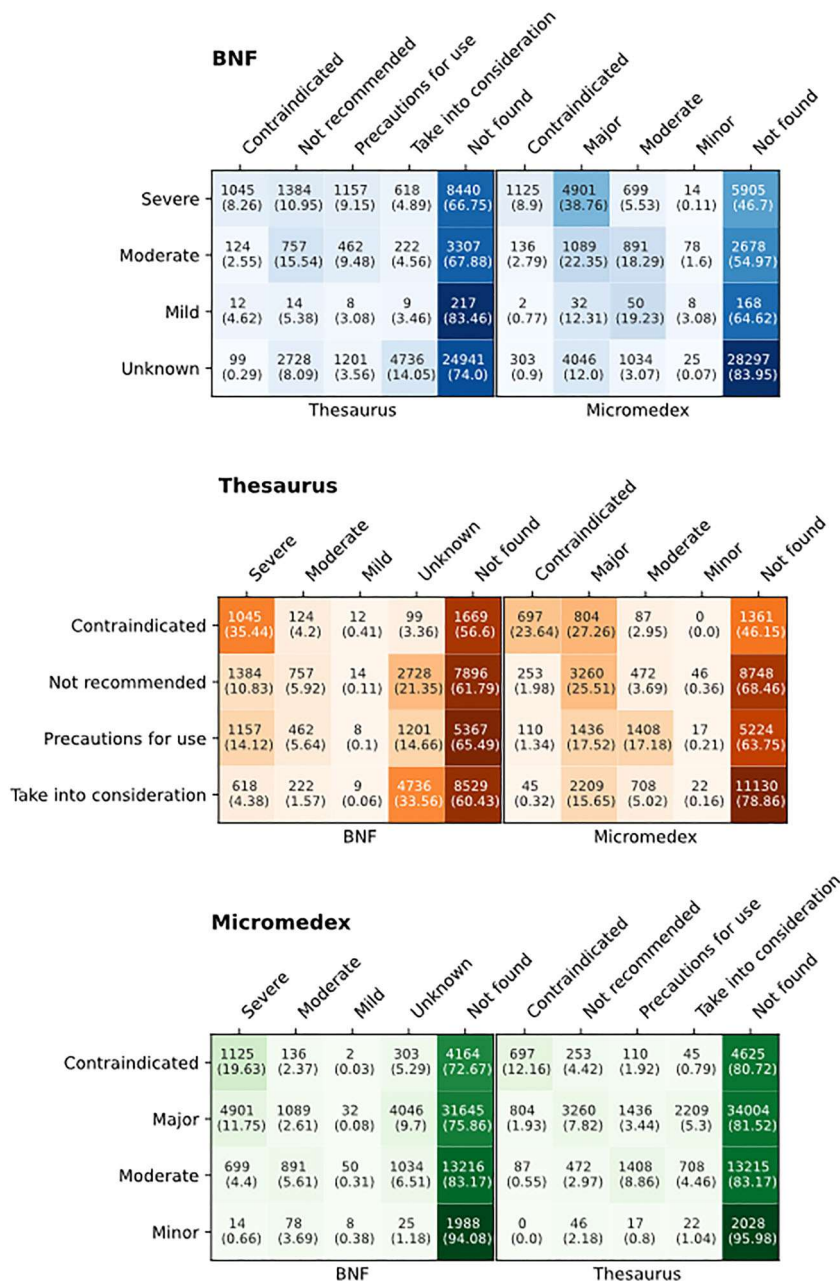 BNF
Contraindicated Not recommended Precautions for use Take into consideration Not found Contraindicated Major Moderate Minor Not found
Severe 1045 1384 1157 618 8440 1125 4901 699 14 5905
(8.26) (10.95) (9.15) (4.89) (66.75) (8.9) (38.76) (5.53) (0.11) (46.7)
Moderate 124 757 462 222 3307 136 1089 891 78 2678
(2.55) (15.54) (9.48) (4.56) (67.88) (2.79) (22.35) (18.29) (1.6) (54.97)
Mild 12 14 8 9 217 2 32 50 8 168
(4.62) (5.38) (3.08) (3.46) (83.46) (0.77) (12.31) (19.23) (3.08) (64.62)
Unknown 99 2728 1201 4736 24941 303 4046 1034 25 28297
(0.29) (8.09) (3.56) (14.05) (74.0) (0.9) (12.0) (3.07) (0.07) (83.95)
Thesaurus Micromedex
Thesaurus
Severe Moderate Mild Unknown Not found Contraindicated Major Moderate Minor Not found
Contraindicated 1045 124 12 99 1669 697 804 87 0 1361
(35.44) (4.2) (0.41) (3.36) (56.6) (23.64) (27.26) (2.95) (0.0) (46.15)
Not recommended 1384 757 14 2728 7896 253 3260 472 46 8748
(10.83) (5.92) (0.11) (21.35) (61.79) (1.98) (25.51) (3.69) (0.36) (68.46)
Precautions for use 1157 462 8 1201 5367 110 1436 1408 17 5224
(14.12) (5.64) (0.1) (14.66) (65.49) (1.34) (17.52) (17.18) (0.21) (63.75)
Take into consideration 618 222 9 4736 8529 45 2209 708 22 11130
(4.38) (1.57) (0.06) (33.56) (60.43) (0.32) (15.65) (5.02) (0.16) (78.86)
BNF Micromedex
Micromedex
Severe Moderate Mild Unknown Not found Contraindicated Not recommended Precautions for use Take into consideration Not found
Contraindicated 1125 136 2 303 4164 697 253 110 45 4625
(19.63) (2.37) (0.03) (5.29) (72.67) (12.16) (4.42) (1.92) (0.79) (80.72)
Major 4901 1089 32 4046 31645 804 3260 1436 2209 34004
(11.75) (2.61) (0.08) (9.7) (75.86) (1.93) (7.82) (3.44) (5.3) (81.52)
Moderate 699 891 50 1034 13216 87 472 1408 708 13215
(4.4) (5.61) (0.31) (6.51) (83.17) (0.55) (2.97) (8.86) (4.46) (83.17)
Minor 14 78 8 25 1988 0 46 17 22 2028
(0.66) (3.69) (0.38) (1.18) (94.08) (0.0) (2.18) (0.8) (1.04) (95.98)
BNF Thesaurus